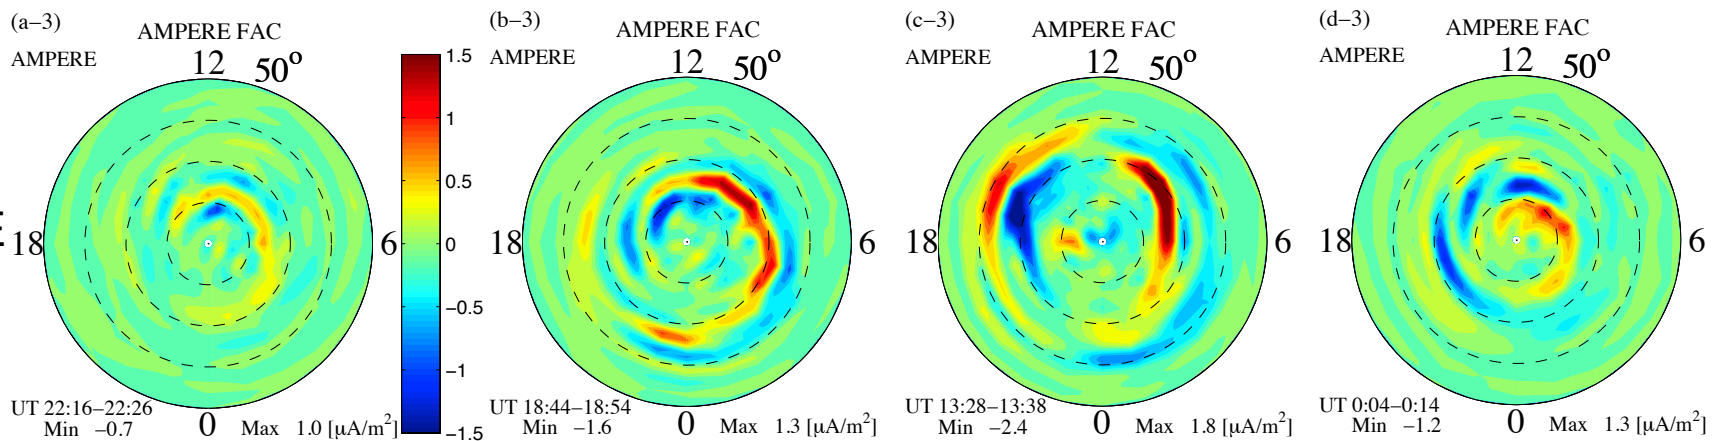 (a−3)
AMPERE FAC
AMPERE
12
50°
18
6
0
UT 22:16−22:26
Min −0.7
Max 1.0 [μA/m²]
1.5
1
0.5
0
−0.5
−1
−1.5
(b−3)
AMPERE FAC
AMPERE
12
50°
18
6
0
UT 18:44−18:54
Min −1.6
Max 1.3 [μA/m²]
(c−3)
AMPERE FAC
AMPERE
12
50°
18
6
0
UT 13:28−13:38
Min −2.4
Max 1.8 [μA/m²]
(d−3)
AMPERE FAC
AMPERE
12
50°
18
6
0
UT 0:04−0:14
Min −1.2
Max 1.3 [μA/m²]